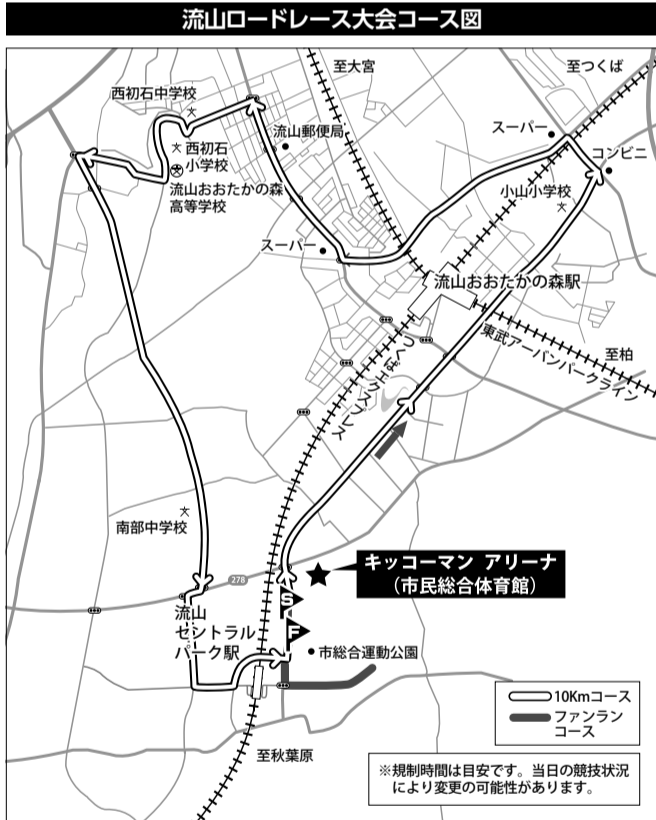 流山ロードレース大会コース図
至大宮
至つくば
西初石中学校
スーパー
流山郵便局
コンビニ
西初石
小学校
流山おおたかの森
高等学校
小山小学校
スーパー
流山おおたかの森駅
東武アーバンパークライン
至柏
つくばエクスプレス
南部中学校
278
キッコーマン アリーナ
(市民総合体育館)
S
流山
セントラル
パーク駅
F
市総合運動公園
至秋葉原
10Kmコース
ファンラン
コース
※規制時間は目安です。当日の競技状況
により変更の可能性があります。